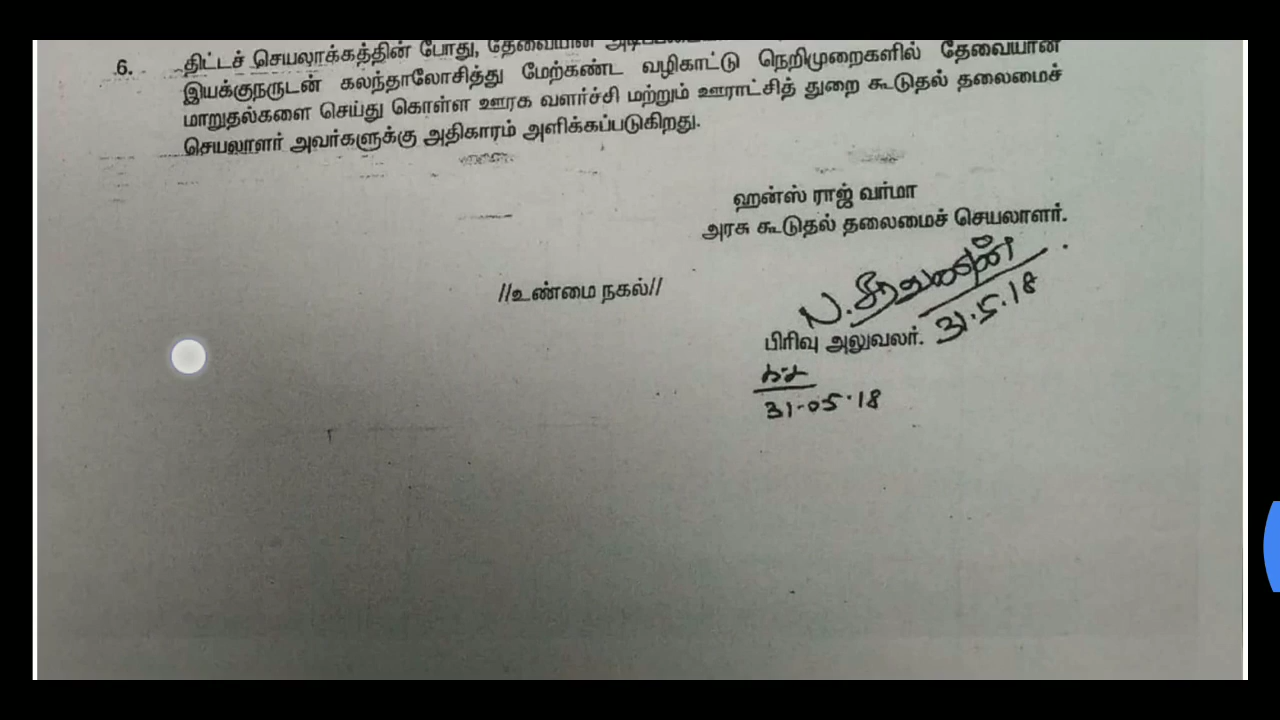 6. திட்டச் செயலாக்கத்தின் போது, தேவையின்
இயக்குநருடன் கலந்தாலோசித்து மேற்கண்ட வழிகாட்டு நெறிமுறைகளில் தேவையான
மாறுதல்களை செய்து கொள்ள ஊரக வளர்ச்சி மற்றும் ஊராட்சித் துறை கூடுதல் தலைமைச்
செயலாளர் அவர்களுக்கு அதிகாரம் அளிக்கப்படுகிறது.
ஹன்ஸ் ராஜ் வர்மா
அரசு கூடுதல் தலைமைச் செயலாளர்.
//உண்மை நகல்//
N. சரவணன்
31.5.18
பிரிவு அலுவலர்.
31-05-18